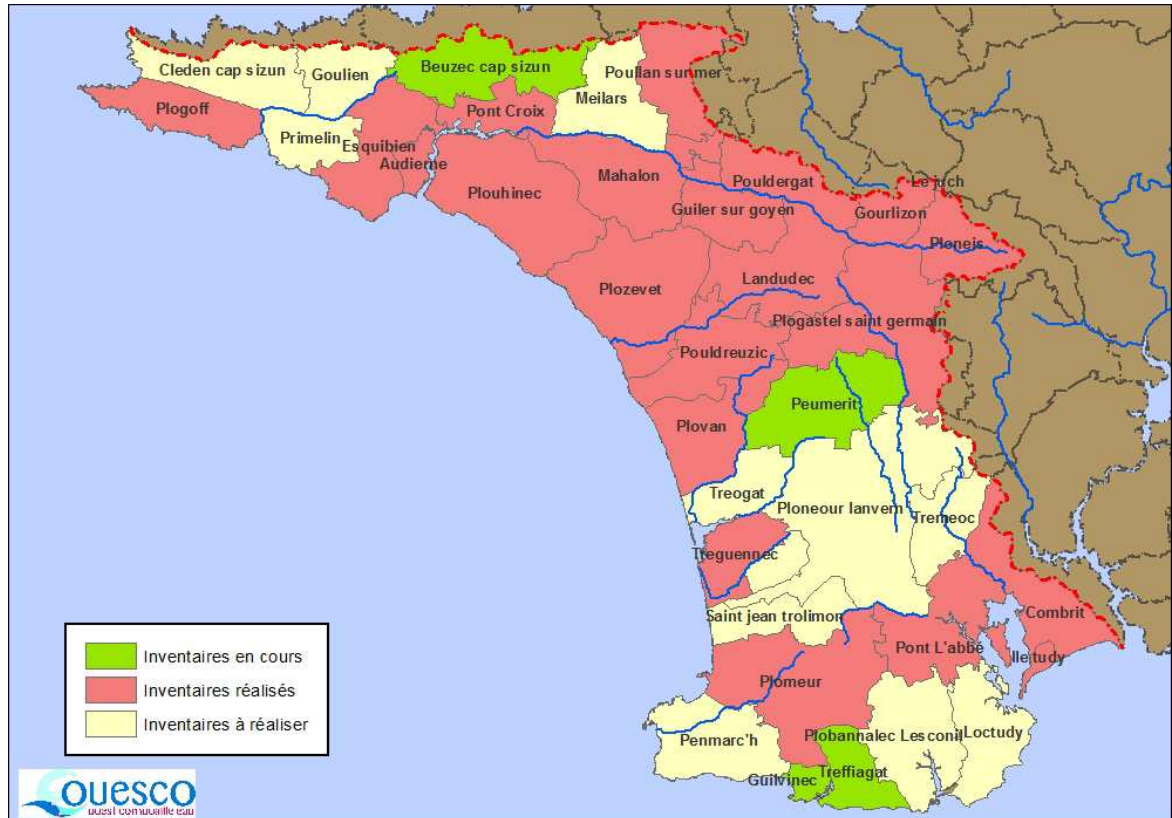 Cleden cap sizun
Goulien
Beuzec cap sizun
Poullan sur mer
Meilars
Plogoff
Pont Croix
Primelin
Esquibien
Audierne
Mahalon
Pouldergat
Le juch
Plouhinec
Guiler sur goyen
Gourlizon
Ploneis
Landudec
Plozevet
Plogastel saint germain
Pouldreuzic
Peumerit
Plovan
Treogat
Ploneour lanvern
Tremeoc
Treguennec
Saint jean trolimon
Combrit
Pont L'abbé
Ile tudy
Plomeur
Penmarc'h
Plobannalec Lesconil
Loctudy
Guilvinec
Treffiagat
Inventaires en cours
Inventaires réalisés
Inventaires à réaliser
ouesco
ouest cornouaille eau